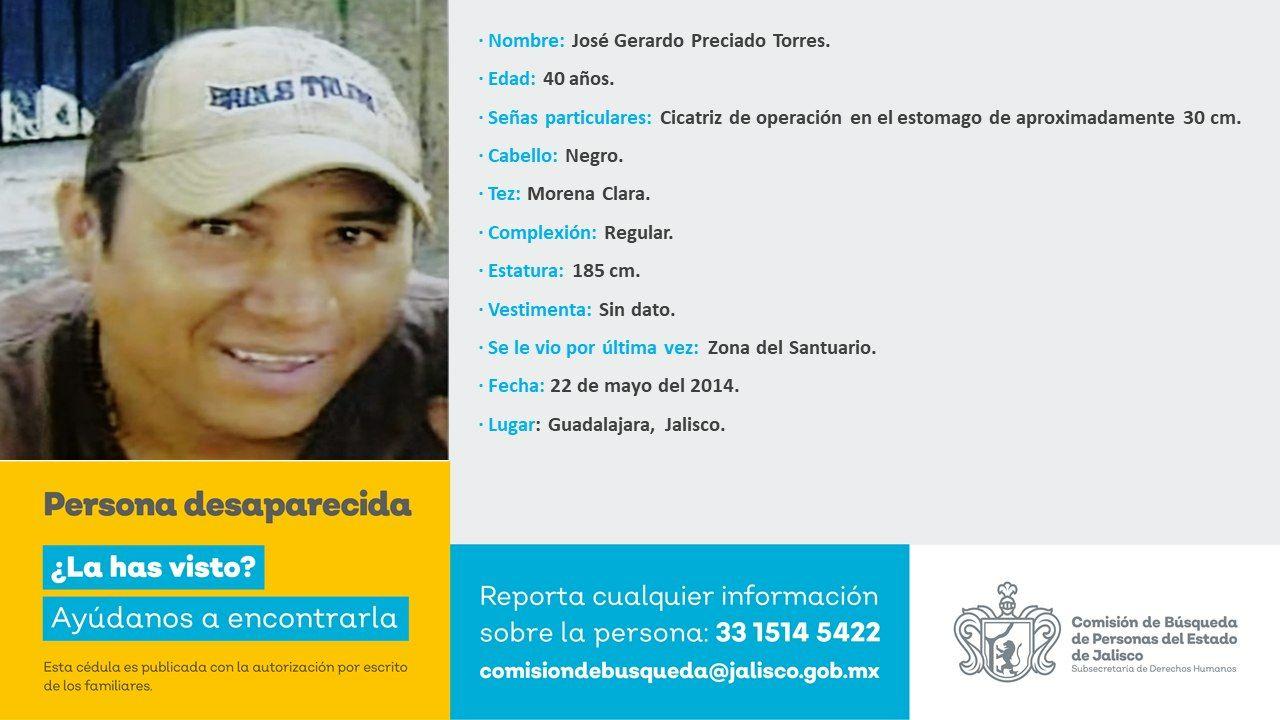 · Nombre: José Gerardo Preciado Torres.
· Edad: 40 años.
· Señas particulares: Cicatriz de operación en el estomago de aproximadamente 30 cm.
· Cabello: Negro.
· Tez: Morena Clara.
· Complexión: Regular.
· Estatura: 185 cm.
· Vestimenta: Sin dato.
· Se le vio por última vez: Zona del Santuario.
· Fecha: 22 de mayo del 2014.
· Lugar: Guadalajara, Jalisco.
Persona desaparecida
¿La has visto?
Ayúdanos a encontrarla
Esta cédula es publicada con la autorización por escrito
de los familiares.
Reporta cualquier información
sobre la persona: 33 1514 5422
comisiondebusqueda@jalisco.gob.mx
Comisión de Búsqueda
de Personas del Estado
de Jalisco
Subsecretaría de Derechos Humanos